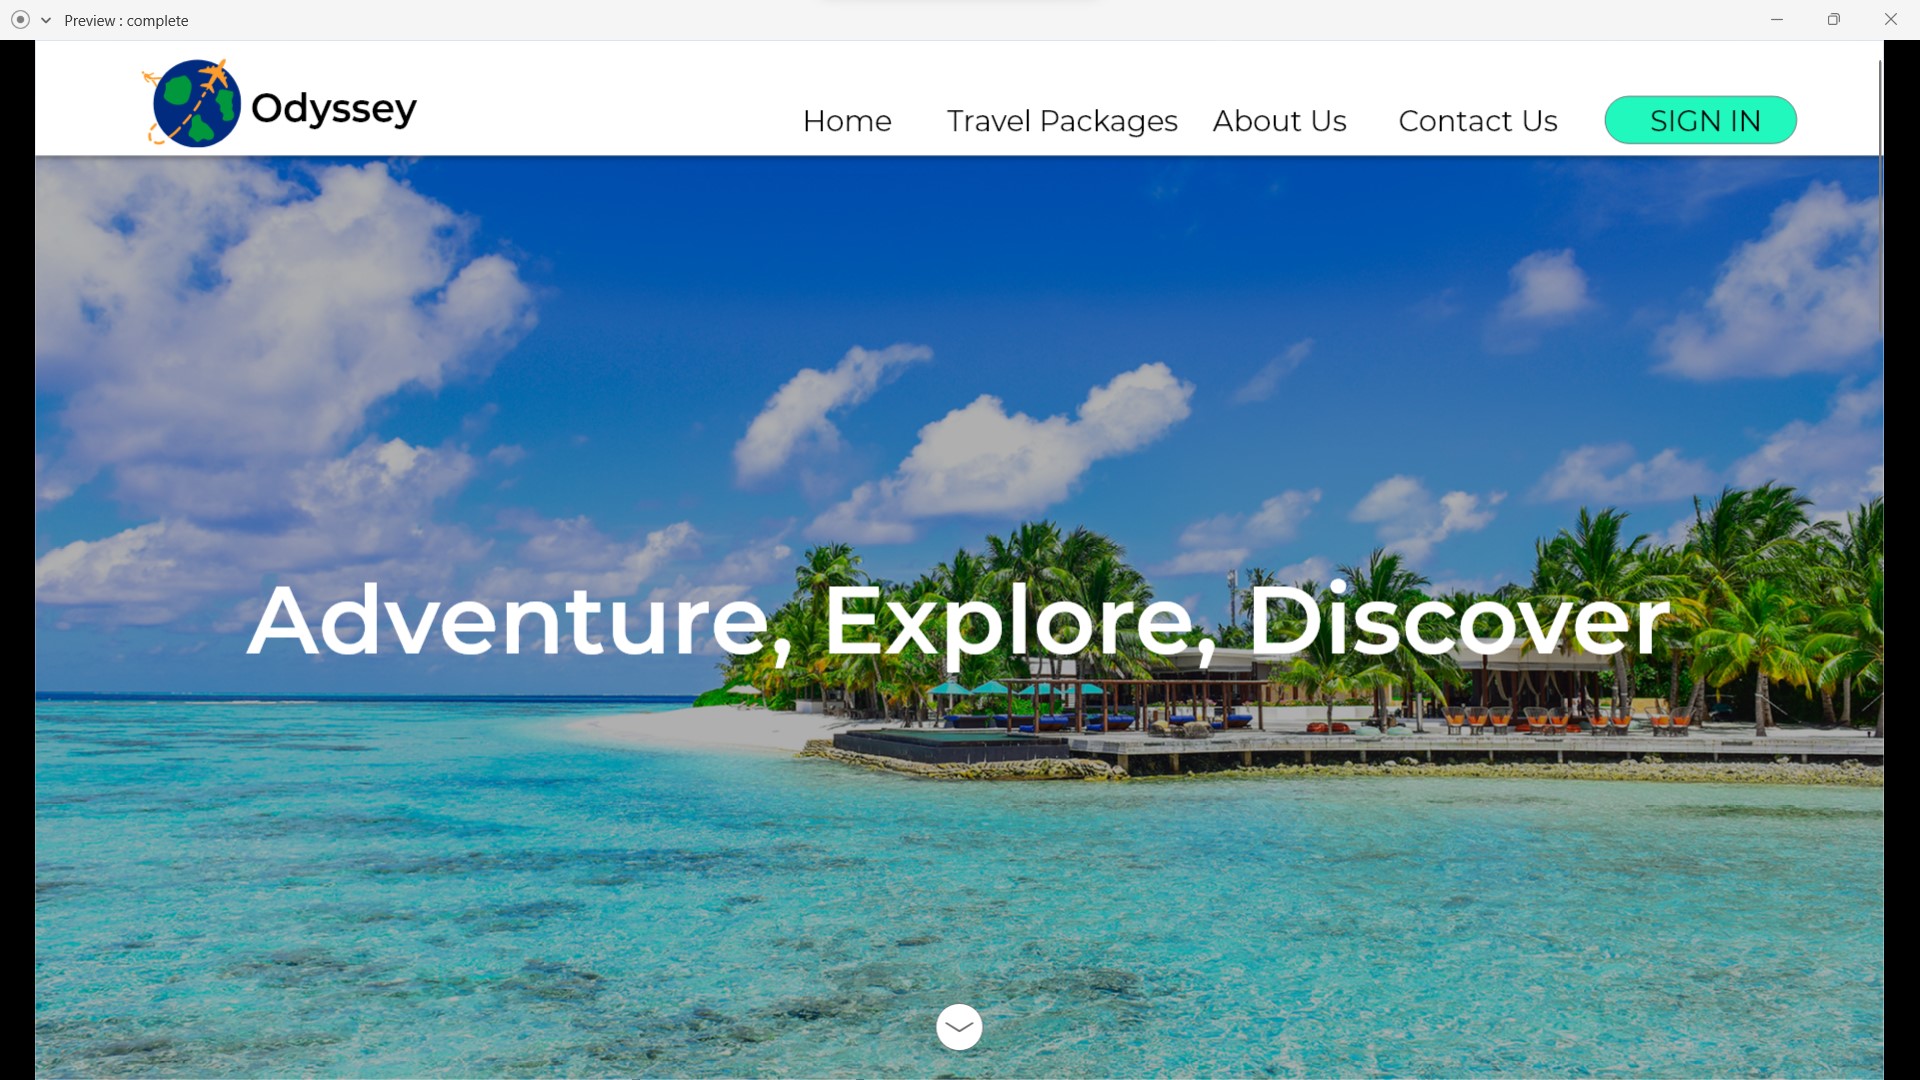 Preview : complete
Odyssey
Home Travel Packages About Us Contact Us SIGN IN
Adventure, Explore, Discover